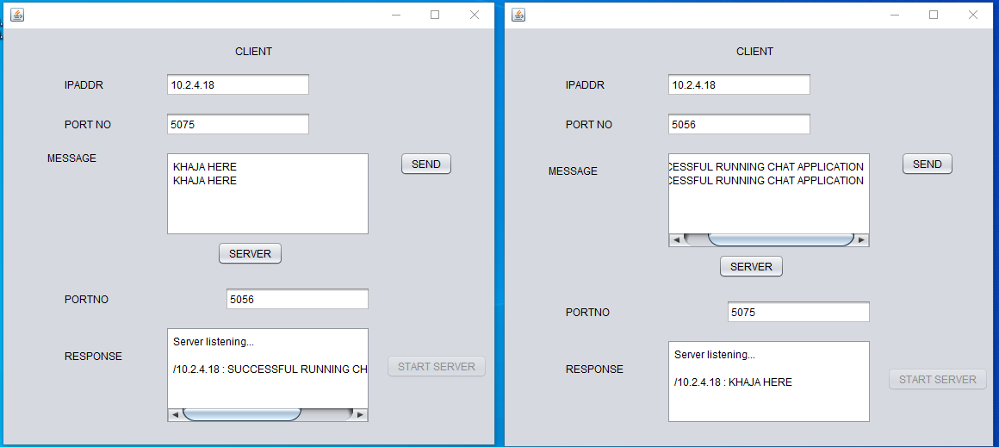 CLIENT
IPADDR
10.2.4.18
PORT NO
5075
MESSAGE
KHAJA HERE
KHAJA HERE
SEND
SERVER
PORTNO
5056
RESPONSE
Server listening...
/10.2.4.18 : SUCCESSFUL RUNNING CH
START SERVER
CLIENT
IPADDR
10.2.4.18
PORT NO
5056
MESSAGE
CESSFUL RUNNING CHAT APPLICATION
CESSFUL RUNNING CHAT APPLICATION
SEND
SERVER
PORTNO
5075
RESPONSE
Server listening...
/10.2.4.18 : KHAJA HERE
START SERVER